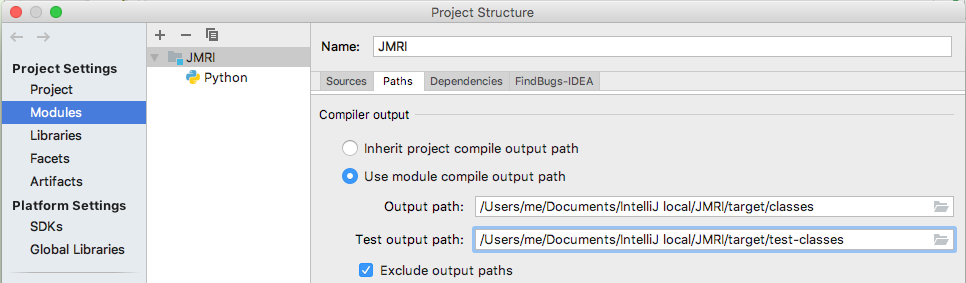 Project Structure
Project Settings
Project
Modules
Libraries
Facets
Artifacts
Platform Settings
SDKs
Global Libraries
JMRI
Python
Name: JMRI
Sources Paths Dependencies FindBugs-IDEA
Compiler output
Inherit project compile output path
Use module compile output path
Output path: /Users/me/Documents/IntelliJ local/JMRI/target/classes
Test output path: /Users/me/Documents/IntelliJ local/JMRI/target/test-classes
Exclude output paths